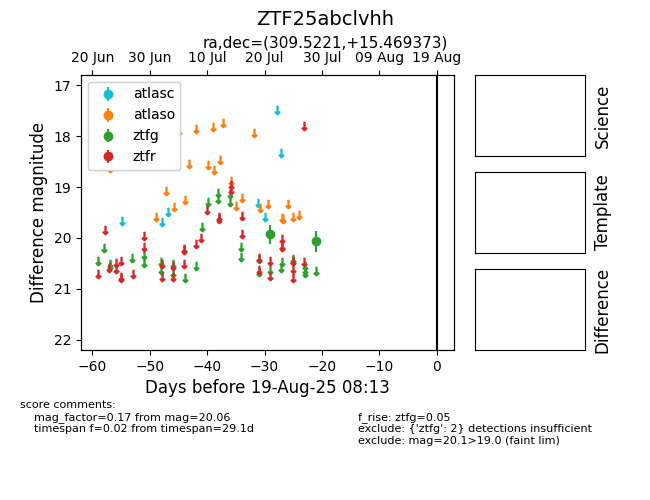 ZTF25abclvhh
ra,dec=(309.5221,+15.469373)
20 Jun 30 Jun 10 Jul 20 Jul 30 Jul 09 Aug 19 Aug
atlasc
atlaso
ztfg
ztfr
Difference magnitude
17
18
19
20
21
22
−60 −50 −40 −30 −20 −10 0
Days before 19-Aug-25 08:13
Science
Template
Difference
score comments:
mag_factor=0.17 from mag=20.06
timespan f=0.02 from timespan=29.1d
f_rise: ztfg=0.05
exclude: {'ztfg': 2} detections insufficient
exclude: mag=20.1>19.0 (faint lim)